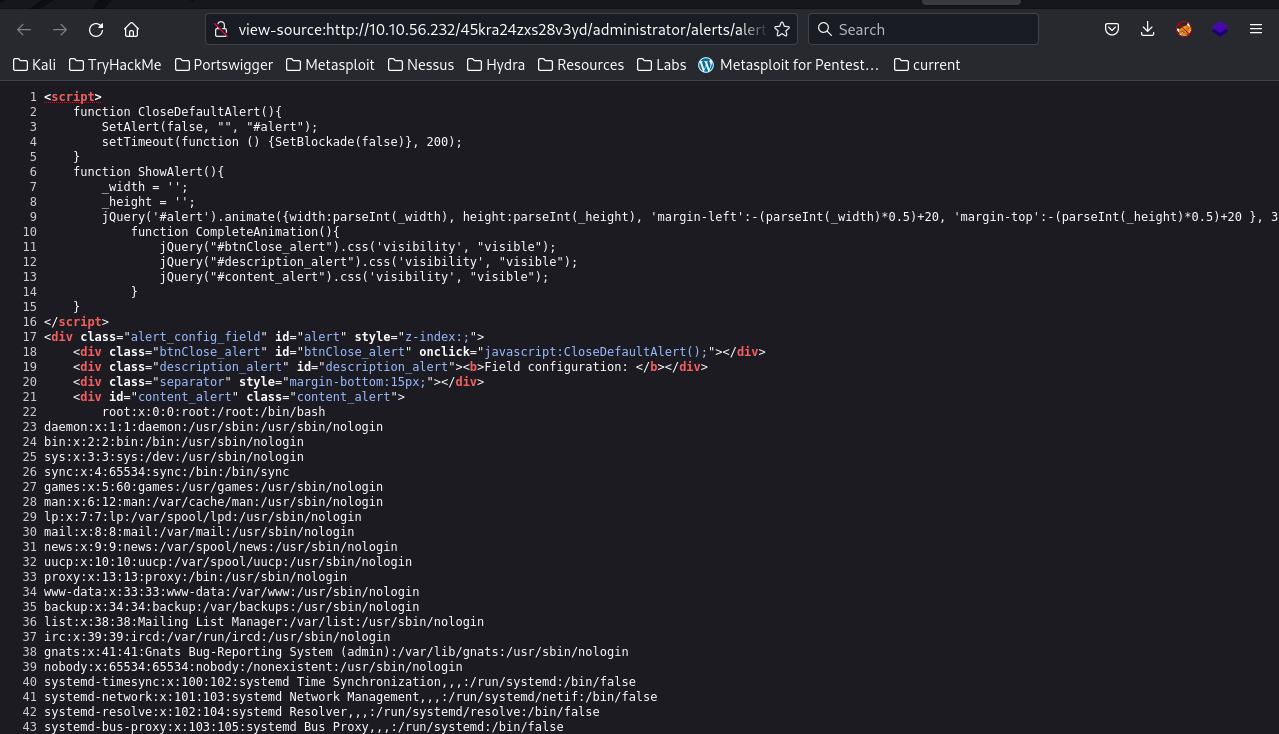 view-source:http://10.10.56.232/45kra24zxs28v3yd/administrator/alerts/alert
Search
Kali TryHackMe Portswigger Metasploit Nessus Hydra Resources Labs Metasploit for Pentest… current
1 <script>
2 function CloseDefaultAlert(){
3 SetAlert(false, "", "#alert");
4 setTimeout(function () {SetBlockade(false)}, 200);
5 }
6 function ShowAlert(){
7 _width = '';
8 _height = '';
9 jQuery('#alert').animate({width:parseInt(_width), height:parseInt(_height), 'margin-left':-(parseInt(_width)*0.5)+20, 'margin-top':-(parseInt(_height)*0.5)+20 }, 3
10 function CompleteAnimation(){
11 jQuery("#btnClose_alert").css('visibility', "visible");
12 jQuery("#description_alert").css('visibility', "visible");
13 jQuery("#content_alert").css('visibility', "visible");
14 }
15 }
16 </script>
17 <div class="alert_config_field" id="alert" style="z-index:;">
18 <div class="btnClose_alert" id="btnClose_alert" onclick="javascript:CloseDefaultAlert();"></div>
19 <div class="description_alert" id="description_alert"><b>Field configuration: </b></div>
20 <div class="separator" style="margin-bottom:15px;"></div>
21 <div id="content_alert" class="content_alert">
22 root:x:0:0:root:/root:/bin/bash
23 daemon:x:1:1:daemon:/usr/sbin:/usr/sbin/nologin
24 bin:x:2:2:bin:/bin:/usr/sbin/nologin
25 sys:x:3:3:sys:/dev:/usr/sbin/nologin
26 sync:x:4:65534:sync:/bin:/bin/sync
27 games:x:5:60:games:/usr/games:/usr/sbin/nologin
28 man:x:6:12:man:/var/cache/man:/usr/sbin/nologin
29 lp:x:7:7:lp:/var/spool/lpd:/usr/sbin/nologin
30 mail:x:8:8:mail:/var/mail:/usr/sbin/nologin
31 news:x:9:9:news:/var/spool/news:/usr/sbin/nologin
32 uucp:x:10:10:uucp:/var/spool/uucp:/usr/sbin/nologin
33 proxy:x:13:13:proxy:/bin:/usr/sbin/nologin
34 www-data:x:33:33:www-data:/var/www:/usr/sbin/nologin
35 backup:x:34:34:backup:/var/backups:/usr/sbin/nologin
36 list:x:38:38:Mailing List Manager:/var/list:/usr/sbin/nologin
37 irc:x:39:39:ircd:/var/run/ircd:/usr/sbin/nologin
38 gnats:x:41:41:Gnats Bug-Reporting System (admin):/var/lib/gnats:/usr/sbin/nologin
39 nobody:x:65534:65534:nobody:/nonexistent:/usr/sbin/nologin
40 systemd-timesync:x:100:102:systemd Time Synchronization,,,:/run/systemd:/bin/false
41 systemd-network:x:101:103:systemd Network Management,,,:/run/systemd/netif:/bin/false
42 systemd-resolve:x:102:104:systemd Resolver,,,:/run/systemd/resolve:/bin/false
43 systemd-bus-proxy:x:103:105:systemd Bus Proxy,,,:/run/systemd:/bin/false